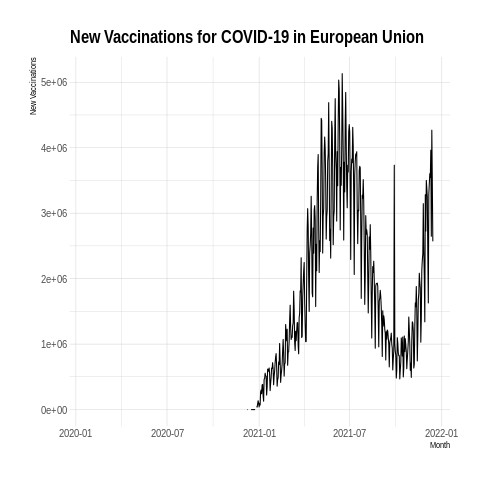 New Vaccinations for COVID-19 in European Union
New Vaccinations
5e+06
4e+06
3e+06
2e+06
1e+06
0e+00
2020-01 2020-07 2021-01 2021-07 2022-01
Month